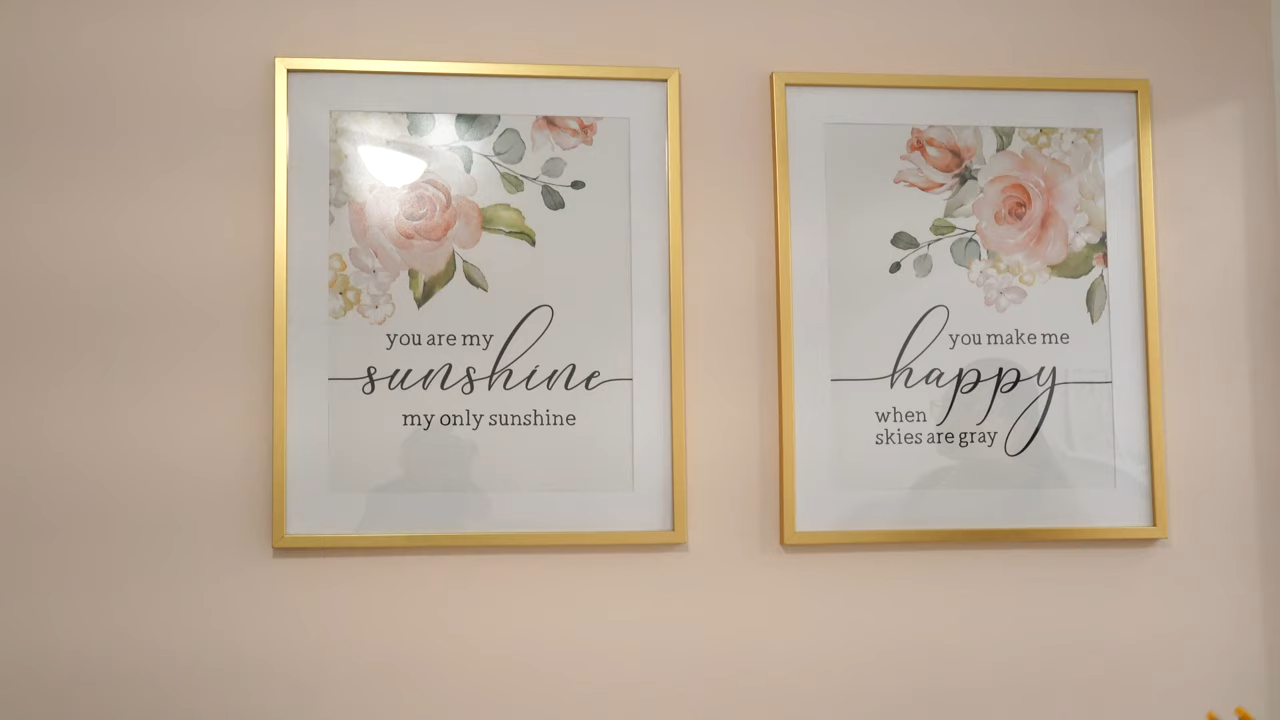 you are my
sunshine
my only sunshine
you make me
happy
when
skies are gray